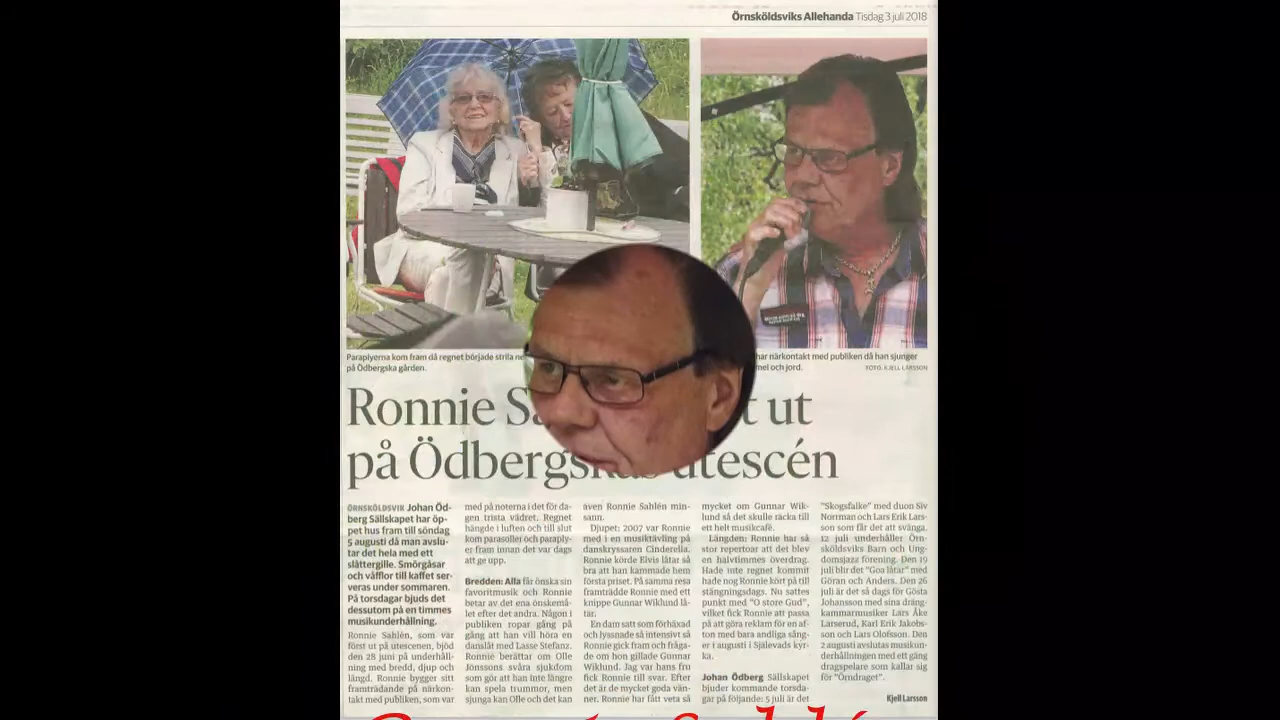 Örnsköldsviks Allehanda Tisdag 3 juli 2018
Paraplyerna kom fram då regnet började strila
på Ödbergska gården.
har närkontakt med publiken då han sjunger
mel och jord.
FOTO: KJELL LARSSON
Ronnie Sa t ut
på Ödbergskas utescén
ÖRNSKÖLDSVIK Johan Öd-
berg Sällskapet har öp-
pet hus fram till söndag
5 augusti då man avslu-
tar det hela med ett
slåttergille. Smörgåsar
och våfflor till kaffet ser-
veras under sommaren.
På torsdagar bjuds det
dessutom på en timmes
musikunderhållning.
Ronnie Sahlén, som var
först ut på utescenen, bjöd
den 28 juni på underhåll-
ning med bredd, djup och
längd. Ronnie bygger sitt
framträdande på närkon-
takt med publiken, som var
med på noterna i det för da-
gen trista vädret. Regnet
hängde i luften och till slut
kom parasoller och paraply-
er fram innan det var dags
att ge upp.
Bredden: Alla får önska sin
favoritmusik och Ronnie
betar av det ena önskemå-
let efter det andra. Någon i
publiken ropar gång på
gång att han vill höra en
danslåt med Lasse Stefanz.
Ronnie berättar om Olle
Jönssons svåra sjukdom
som gör att han inte längre
kan spela trummor, men
sjunga kan Olle och det kan
även Ronnie Sahlén min-
sann.
Djupet: 2007 var Ronnie
med i en musiktävling på
danskryssaren Cinderella.
Ronnie körde Elvis låtar så
bra att han kammade hem
första priset. På samma resa
framträdde Ronnie med ett
knippe Gunnar Wiklund lå-
tar.
En dam satt som förhäxad
och lyssnade så intensivt så
Ronnie gick fram och fråga-
de om hon gillade Gunnar
Wiklund. Jag var hans fru
fick Ronnie till svar. Efter
det är de mycket goda vän-
ner. Ronnie har fått veta så
mycket om Gunnar Wik-
lund så det skulle räcka till
ett helt musikcafé.
Längden: Ronnie har så
stor repertoar att det blev
en halvtimmes överdrag.
Hade inte regnet kommit
hade nog Ronnie kört på till
stängningsdags. Nu sattes
punkt med "O store Gud",
vilket fick Ronnie att passa
på att göra reklam för en af-
ton med bara andliga sång-
er i augusti i Själevads kyr-
ka.
Johan Ödberg Sällskapet
bjuder kommande torsda-
gar på följande: 5 juli är det
"Skogsfalke" med duon Siv
Norrman och Lars Erik Lars-
son som får det att svänga.
12 juli underhåller Örn-
sköldsviks Barn och Ung-
domsjazz förening. Den 19
juli blir det "Goa låtar" med
Göran och Anders. Den 26
juli är det så dags för Gösta
Johansson med sina dräng-
kammarmusiker Lars Åke
Larserud, Karl Erik Jakobs-
son och Lars Olofsson. Den
2 augusti avslutas musikun-
derhållningen med ett gäng
dragspelare som kallar sig
för "Örndraget".
Kjell Larsson